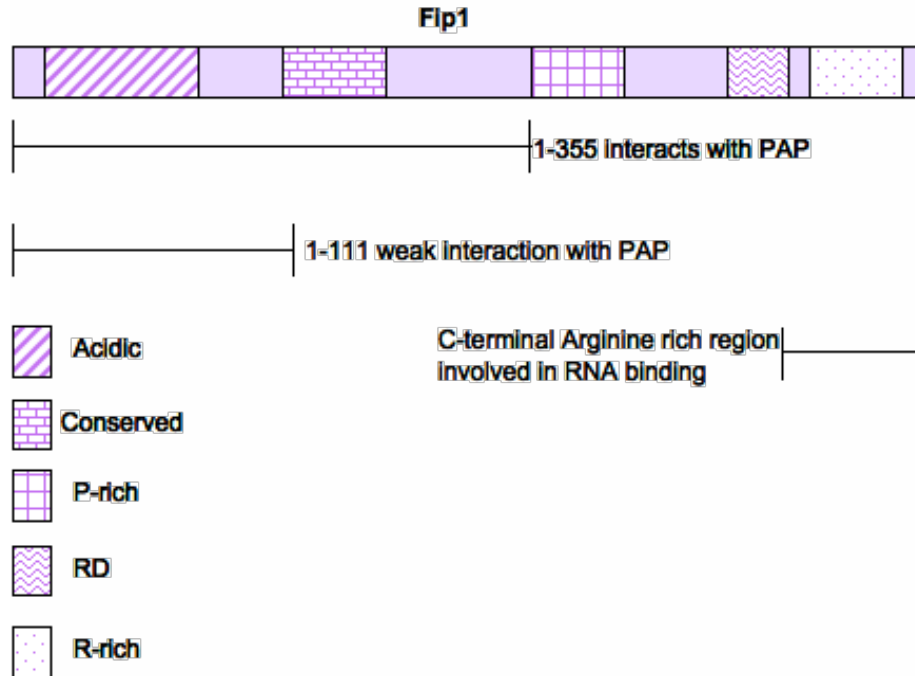 Fip1
1-355 interacts with PAP
1-111 weak interaction with PAP
Acidic
C-terminal Arginine rich region
involved in RNA binding
Conserved
P-rich
RD
R-rich